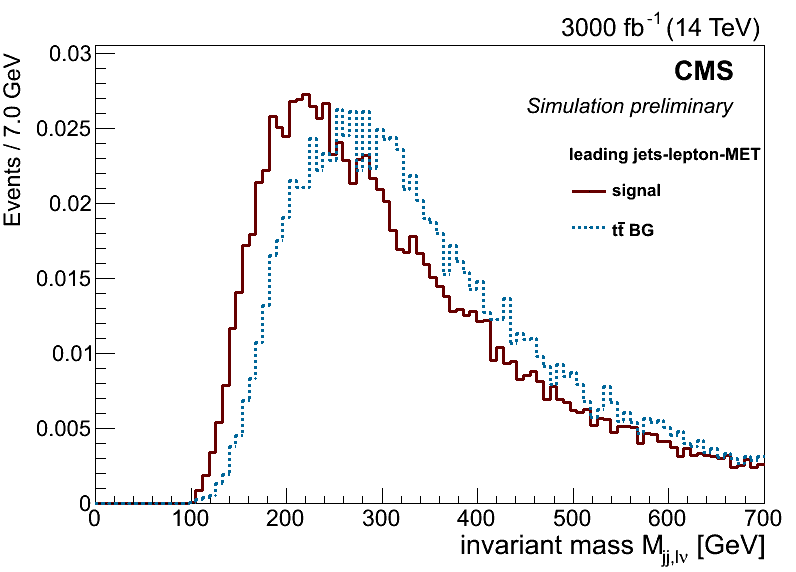 3000 fb⁻¹ (14 TeV)
CMS
Simulation preliminary
leading jets-lepton-MET
signal
tt̄ BG
Events / 7.0 GeV
0.03
0.025
0.02
0.015
0.01
0.005
0
0 100 200 300 400 500 600 700
invariant mass M_jj,lν [GeV]